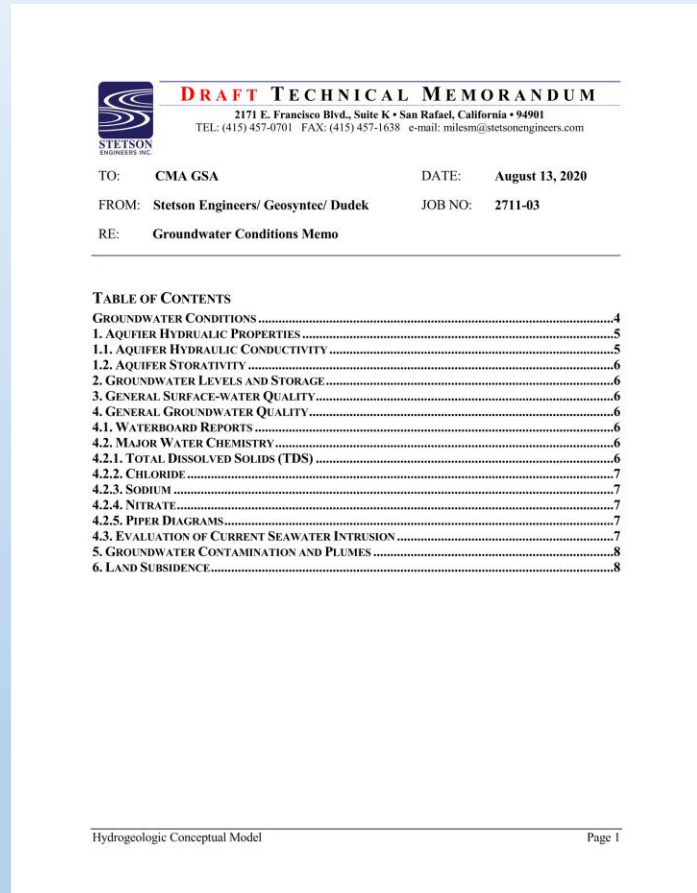 STETSON
ENGINEERS INC.
DRAFT TECHNICAL MEMORANDUM
2171 E. Francisco Blvd., Suite K • San Rafael, California • 94901
TEL: (415) 457-0701 FAX: (415) 457-1638 e-mail: milesm@stetsonengineers.com
TO: CMA GSA DATE: August 13, 2020
FROM: Stetson Engineers/ Geosyntec/ Dudek JOB NO: 2711-03
RE: Groundwater Conditions Memo
TABLE OF CONTENTS
GROUNDWATER CONDITIONS ... 4
1. AQUFIER HYDRUALIC PROPERTIES ... 5
1.1. AQUIFER HYDRAULIC CONDUCTIVITY ... 5
1.2. AQUIFER STORATIVITY ... 6
2. GROUNDWATER LEVELS AND STORAGE ... 6
3. GENERAL SURFACE-WATER QUALITY ... 6
4. GENERAL GROUNDWATER QUALITY ... 6
4.1. WATERBOARD REPORTS ... 6
4.2. MAJOR WATER CHEMISTRY ... 6
4.2.1. TOTAL DISSOLVED SOLIDS (TDS) ... 6
4.2.2. CHLORIDE ... 7
4.2.3. SODIUM ... 7
4.2.4. NITRATE ... 7
4.2.5. PIPER DIAGRAMS ... 7
4.3. EVALUATION OF CURRENT SEAWATER INTRUSION ... 7
5. GROUNDWATER CONTAMINATION AND PLUMES ... 8
6. LAND SUBSIDENCE ... 8
Hydrogeologic Conceptual Model Page 1